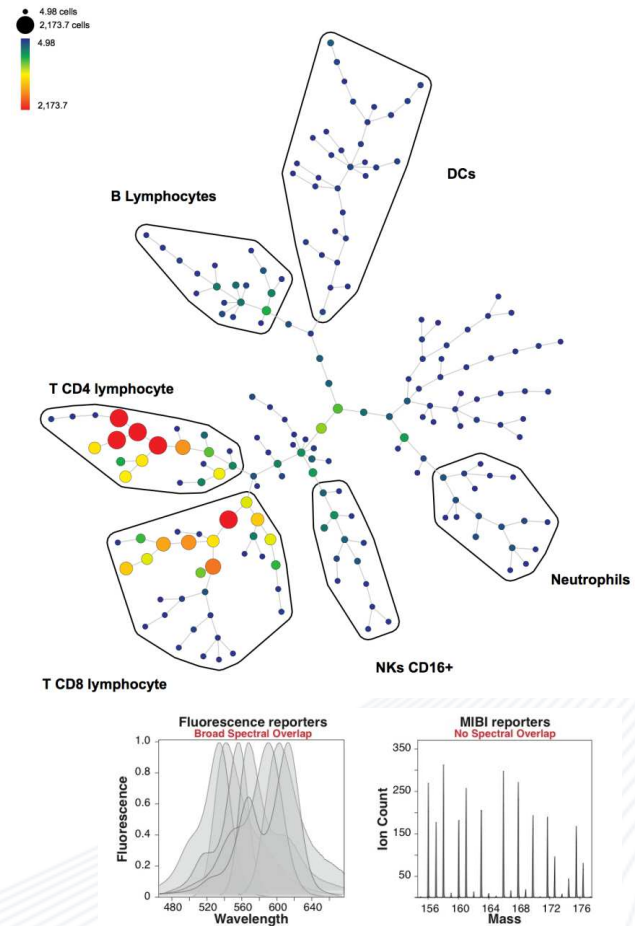 4.98 cells
2,173.7 cells
4.98
2,173.7
DCs
B Lymphocytes
T CD4 lymphocyte
Neutrophils
NKs CD16+
T CD8 lymphocyte
Fluorescence reporters
Broad Spectral Overlap
1.0
0.8
0.6
0.4
0.2
0
Fluorescence
480 520 560 600 640
Wavelength
MIBI reporters
No Spectral Overlap
350
250
150
50
Ion Count
156 160 164 168 172 176
Mass